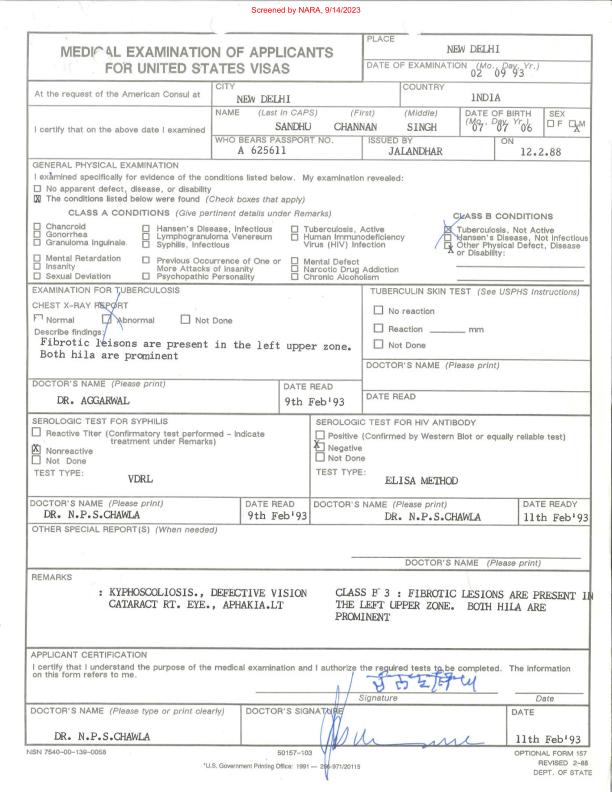 Screened by NARA, 9/14/2023
MEDICAL EXAMINATION OF APPLICANTS
FOR UNITED STATES VISAS
PLACE
NEW DELHI
DATE OF EXAMINATION (Mo., Day, Yr.)
02 09 93
At the request of the American Consul at
CITY
NEW DELHI
COUNTRY
INDIA
I certify that on the above date I examined
NAME (Last in CAPS) (First) (Middle)
SANDHU CHANNAN SINGH
DATE OF BIRTH
(Mo., Day, Yr.)
07 07 06
SEX
☐ F ☒ M
WHO BEARS PASSPORT NO.
A 625611
ISSUED BY
JALANDHAR
ON
12.2.88
GENERAL PHYSICAL EXAMINATION
I examined specifically for evidence of the conditions listed below. My examination revealed:
☐ No apparent defect, disease, or disability
☒ The conditions listed below were found (Check boxes that apply)
CLASS A CONDITIONS (Give pertinent details under Remarks)
☐ Chancroid
☐ Gonorrhea
☐ Granuloma Inguinale
☐ Hansen's Disease, Infectious
☐ Lymphogranuloma Venereum
☐ Syphilis, Infectious
☐ Tuberculosis, Active
☐ Human Immunodeficiency
Virus (HIV) Infection
☐ Mental Retardation
☐ Insanity
☐ Sexual Deviation
☐ Previous Occurrence of One or
More Attacks of Insanity
☐ Psychopathic Personality
☐ Mental Defect
☐ Narcotic Drug Addiction
☐ Chronic Alcoholism
CLASS B CONDITIONS
☒ Tuberculosis, Not Active
☐ Hansen's Disease, Not Infectious
☒ Other Physical Defect, Disease
or Disability:
EXAMINATION FOR TUBERCULOSIS
CHEST X-RAY REPORT
☐ Normal ☑ Abnormal ☐ Not Done
Describe findings:
Fibrotic leisons are present in the left upper zone.
Both hila are prominent
TUBERCULIN SKIN TEST (See USPHS Instructions)
☐ No reaction
☐ Reaction ______ mm
☐ Not Done
DOCTOR'S NAME (Please print)
DATE READ
DOCTOR'S NAME (Please print)
DR. AGGARWAL
DATE READ
9th Feb'93
SEROLOGIC TEST FOR SYPHILIS
☐ Reactive Titer (Confirmatory test performed - Indicate
treatment under Remarks)
☒ Nonreactive
☐ Not Done
TEST TYPE:
VDRL
SEROLOGIC TEST FOR HIV ANTIBODY
☐ Positive (Confirmed by Western Blot or equally reliable test)
☒ Negative
☐ Not Done
TEST TYPE:
ELISA METHOD
DOCTOR'S NAME (Please print)
DR. N.P.S.CHAWLA
DATE READ
9th Feb'93
DOCTOR'S NAME (Please print)
DR. N.P.S.CHAWLA
DATE READY
11th Feb'93
OTHER SPECIAL REPORT(S) (When needed)
DOCTOR'S NAME (Please print)
REMARKS
: KYPHOSCOLIOSIS., DEFECTIVE VISION
CATARACT RT. EYE., APHAKIA.LT
CLASS B 3 : FIBROTIC LESIONS ARE PRESENT IN
THE LEFT UPPER ZONE. BOTH HILA ARE
PROMINENT
APPLICANT CERTIFICATION
I certify that I understand the purpose of the medical examination and I authorize the required tests to be completed. The information
on this form refers to me.
Signature
Date
DOCTOR'S NAME (Please type or print clearly)
DR. N.P.S.CHAWLA
DOCTOR'S SIGNATURE
DATE
11th Feb'93
NSN 7540-00-139-0058
50157-103
OPTIONAL FORM 157
REVISED 2-88
DEPT. OF STATE
*U.S. Government Printing Office: 1991 — 296-971/20115